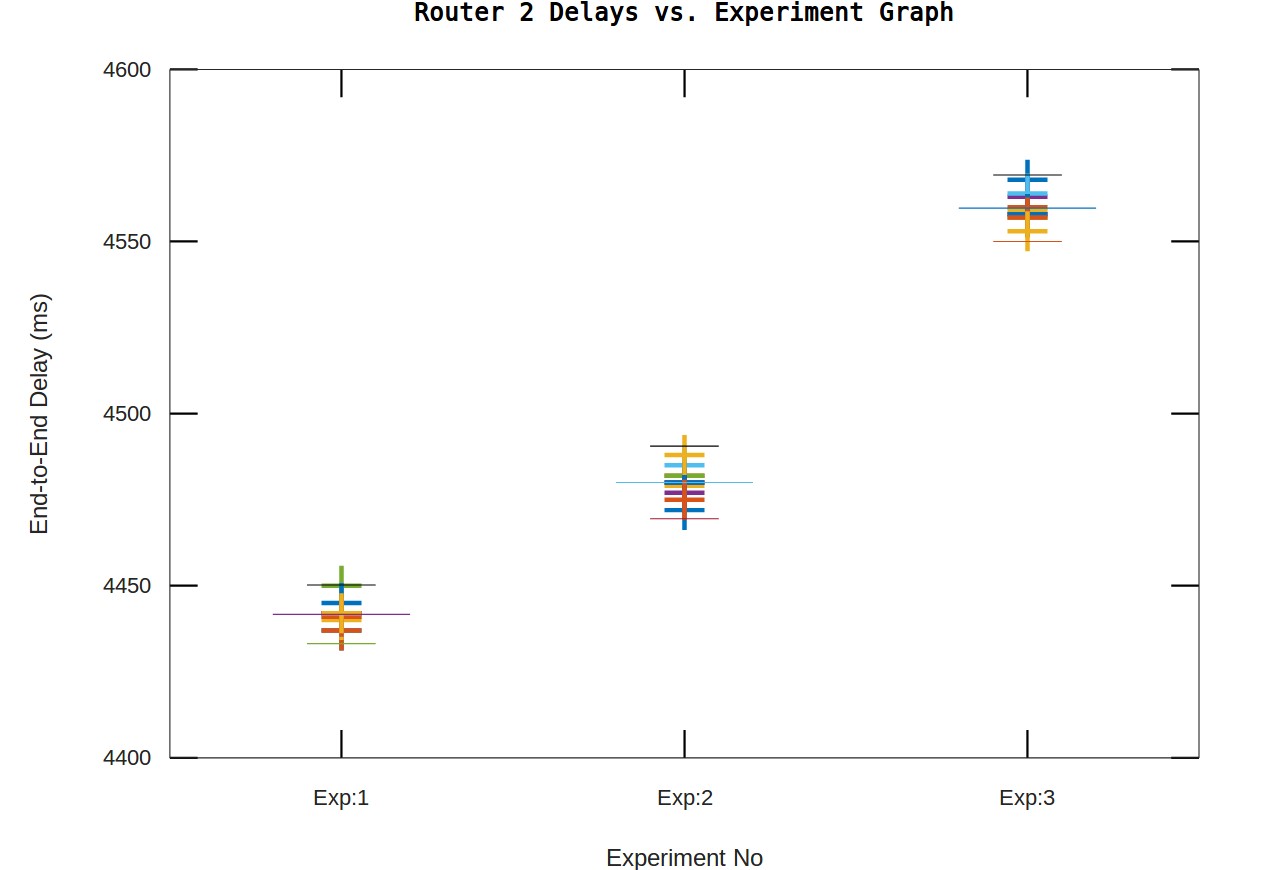 Router 2 Delays vs. Experiment Graph
4600
4550
4500
4450
4400
End-to-End Delay (ms)
Exp:1 Exp:2 Exp:3
Experiment No